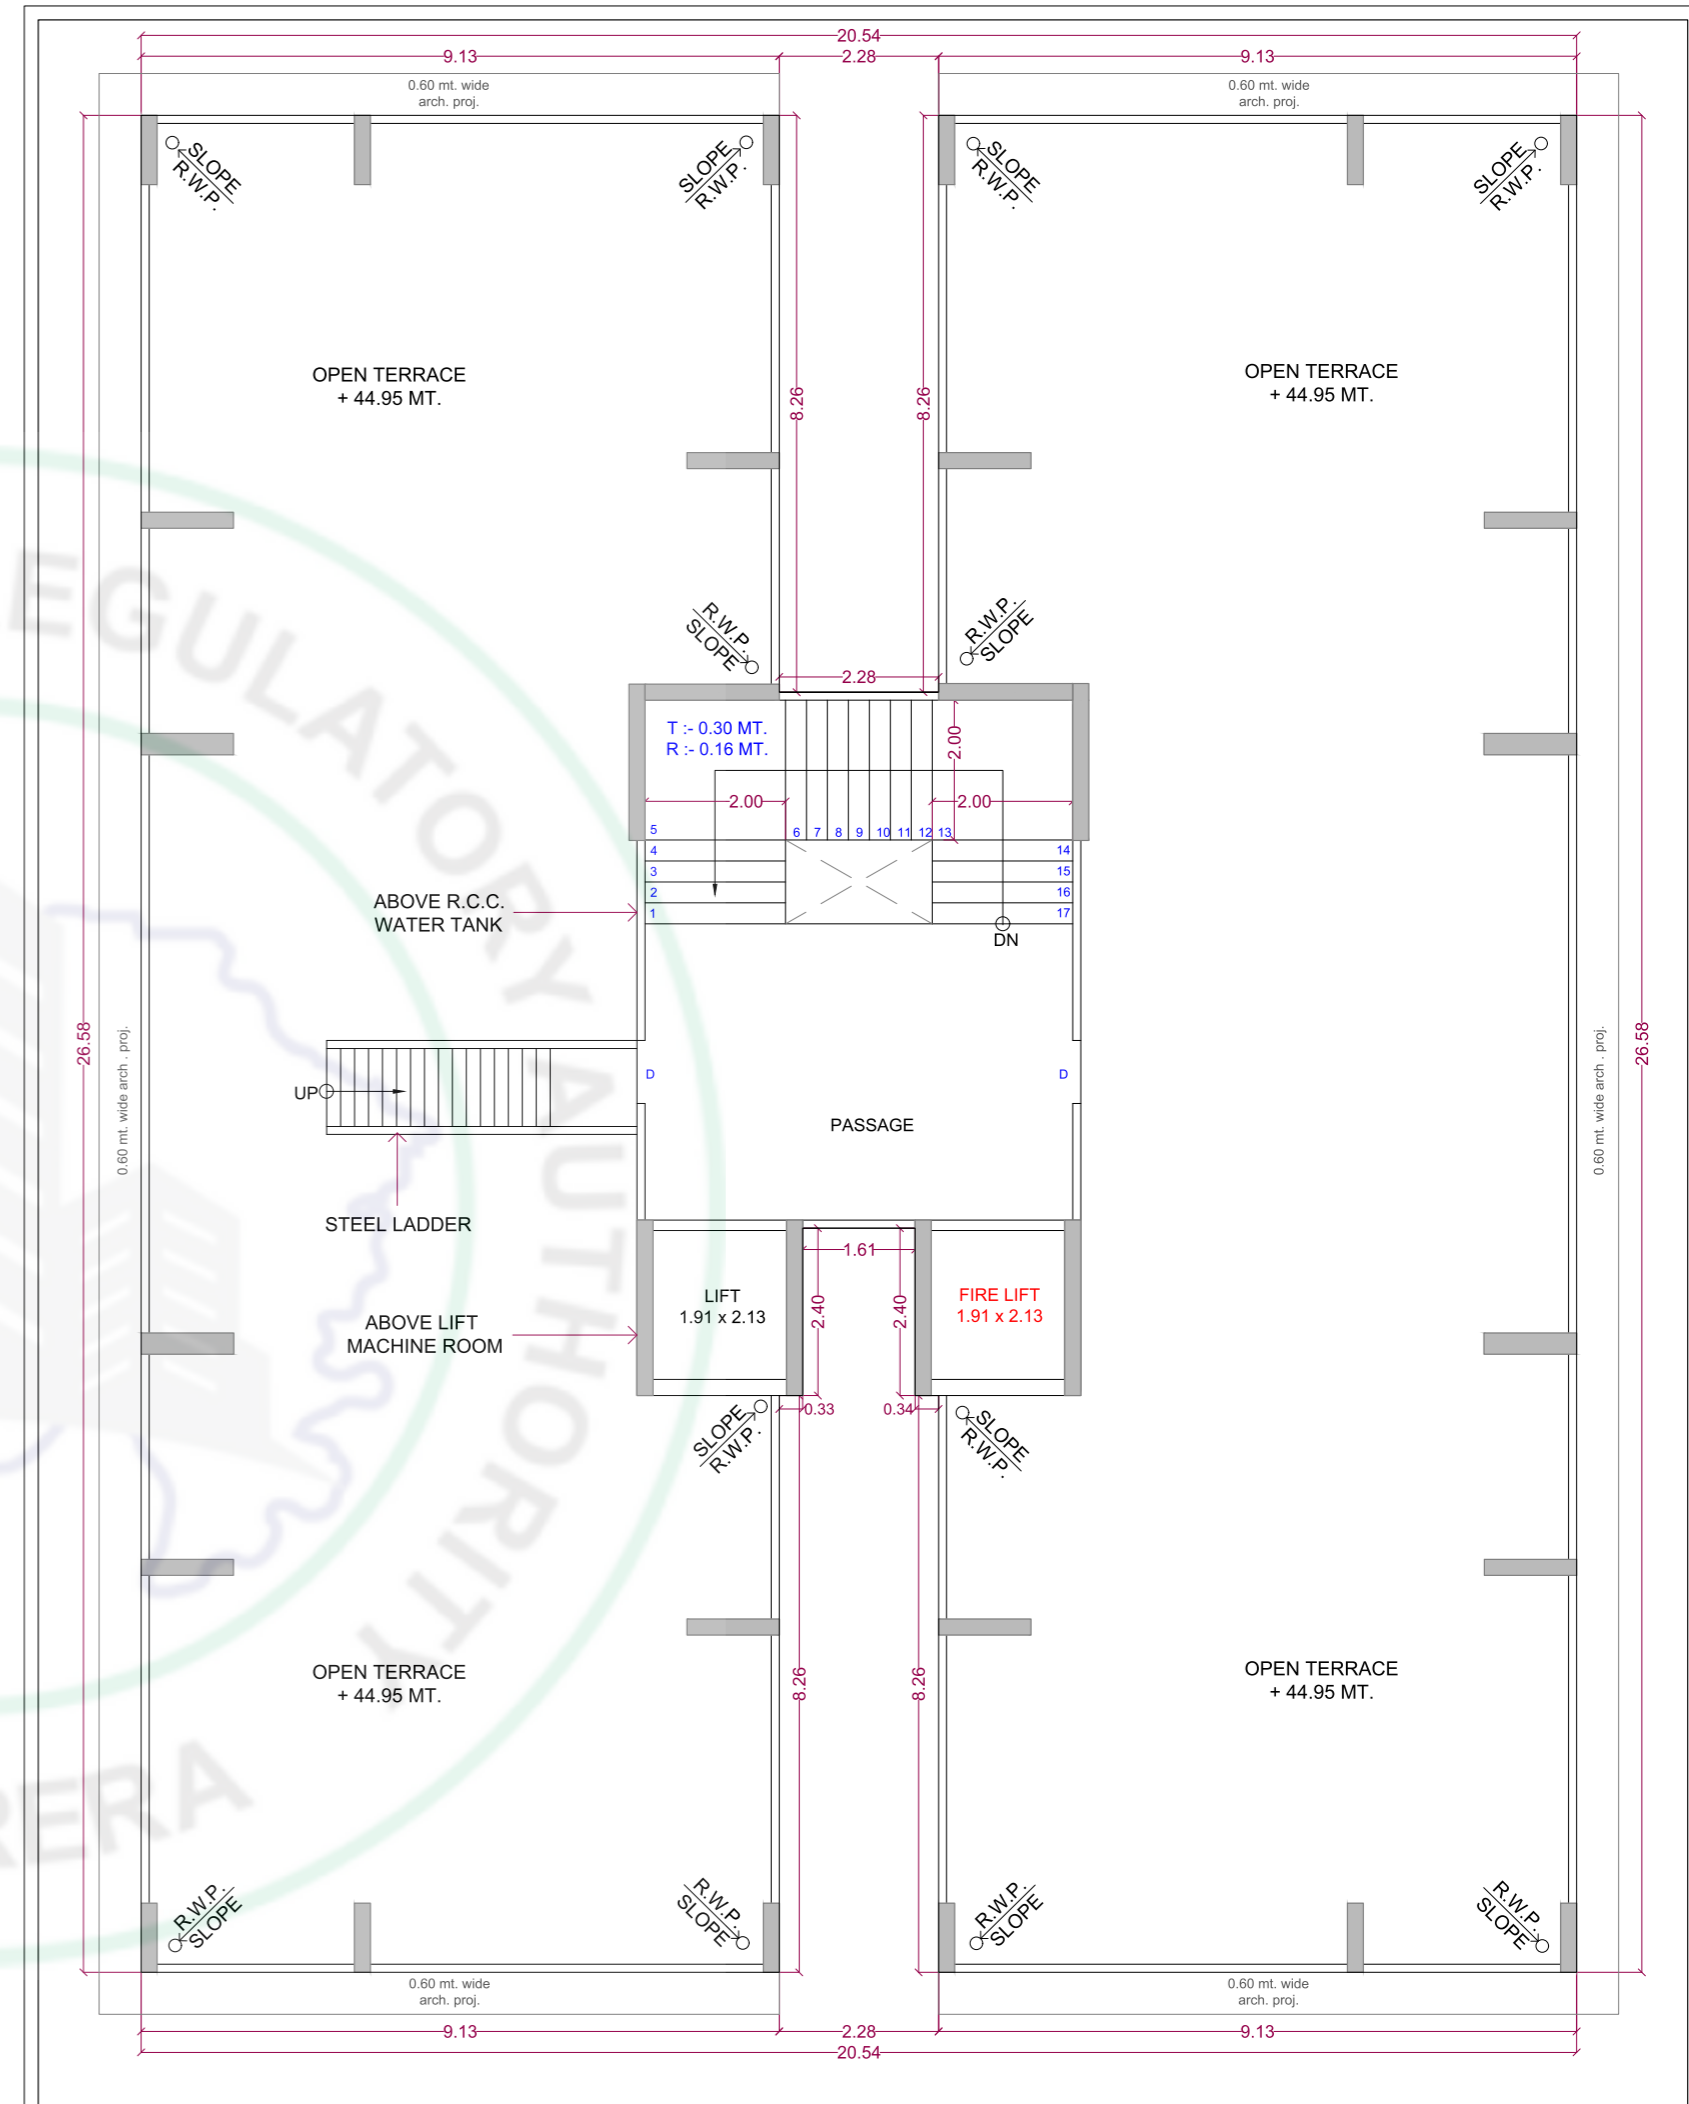 20.54
9.13
2.28
9.13
0.60 mt. wide
arch. proj.
0.60 mt. wide
arch. proj.
SLOPE
R.W.P.
SLOPE
R.W.P.
SLOPE
R.W.P.
SLOPE
R.W.P.
OPEN TERRACE
+ 44.95 MT.
OPEN TERRACE
+ 44.95 MT.
8.26
8.26
R.W.P.
SLOPE
R.W.P.
SLOPE
2.28
T :- 0.30 MT.
R :- 0.16 MT.
2.00
2.00
2.00
5
4
3
2
1
6 7 8 9 10 11 12 13
14
15
16
17
DN
ABOVE R.C.C.
WATER TANK
26.58
0.60 mt. wide arch . proj.
0.60 mt. wide arch . proj.
26.58
UP
D
D
PASSAGE
STEEL LADDER
1.61
LIFT
1.91 x 2.13
2.40
2.40
FIRE LIFT
1.91 x 2.13
ABOVE LIFT
MACHINE ROOM
0.33
0.34
SLOPE
R.W.P.
SLOPE
R.W.P.
OPEN TERRACE
+ 44.95 MT.
8.26
8.26
OPEN TERRACE
+ 44.95 MT.
R.W.P.
SLOPE
R.W.P.
SLOPE
R.W.P.
SLOPE
R.W.P.
SLOPE
0.60 mt. wide
arch. proj.
0.60 mt. wide
arch. proj.
9.13
2.28
9.13
20.54
EGULATORY AUTHORITY
RERA